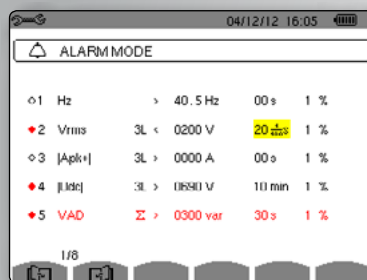 04/12/12 16:05
ALARM MODE
◇1 Hz > 40.5 Hz 00 s 1 %
◆2 Vrms 3L < 0200 V 20 1 %
◇3 |Apk+| 3L > 0000 A 00 s 1 %
◆4 |Udc| 3L > 0690 V 10 min 1 %
◆5 VAD Σ > 0300 var 30 s 1 %
1/8